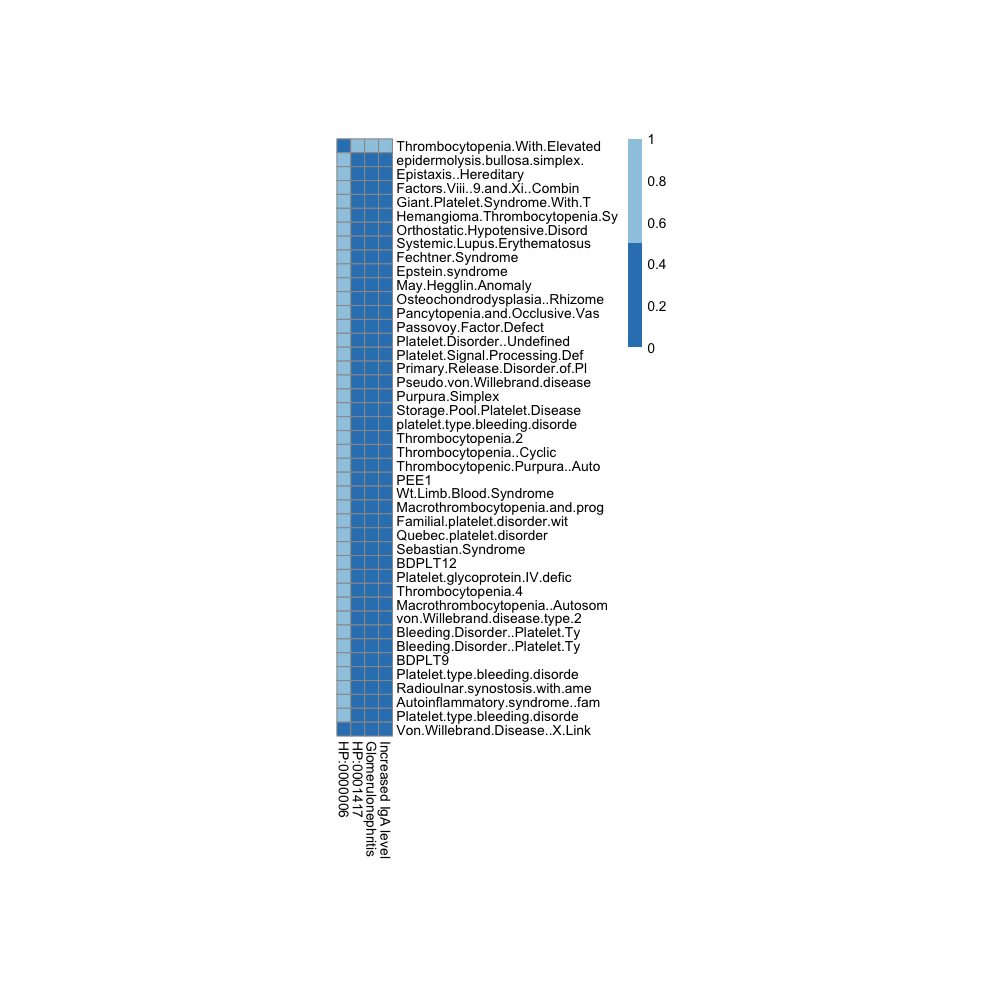 Thrombocytopenia.With.Elevated
epidermolysis.bullosa.simplex.
Epistaxis..Hereditary
Factors.Viii..9.and.Xi..Combin
Giant.Platelet.Syndrome.With.T
Hemangioma.Thrombocytopenia.Sy
Orthostatic.Hypotensive.Disord
Systemic.Lupus.Erythematosus
Fechtner.Syndrome
Epstein.syndrome
May.Hegglin.Anomaly
Osteochondrodysplasia..Rhizome
Pancytopenia.and.Occlusive.Vas
Passovoy.Factor.Defect
Platelet.Disorder..Undefined
Platelet.Signal.Processing.Def
Primary.Release.Disorder.of.Pl
Pseudo.von.Willebrand.disease
Purpura.Simplex
Storage.Pool.Platelet.Disease
platelet.type.bleeding.disorde
Thrombocytopenia.2
Thrombocytopenia..Cyclic
Thrombocytopenic.Purpura..Auto
PEE1
Wt.Limb.Blood.Syndrome
Macrothrombocytopenia.and.prog
Familial.platelet.disorder.wit
Quebec.platelet.disorder
Sebastian.Syndrome
BDPLT12
Platelet.glycoprotein.IV.defic
Thrombocytopenia.4
Macrothrombocytopenia..Autosom
von.Willebrand.disease.type.2
Bleeding.Disorder..Platelet.Ty
Bleeding.Disorder..Platelet.Ty
BDPLT9
Platelet.type.bleeding.disorde
Radioulnar.synostosis.with.ame
Autoinflammatory.syndrome..fam
Platelet.type.bleeding.disorde
Von.Willebrand.Disease..X.Link
1
0.8
0.6
0.4
0.2
0
HP:0000006
HP:0001417
Glomerulonephritis
Increased IgA level